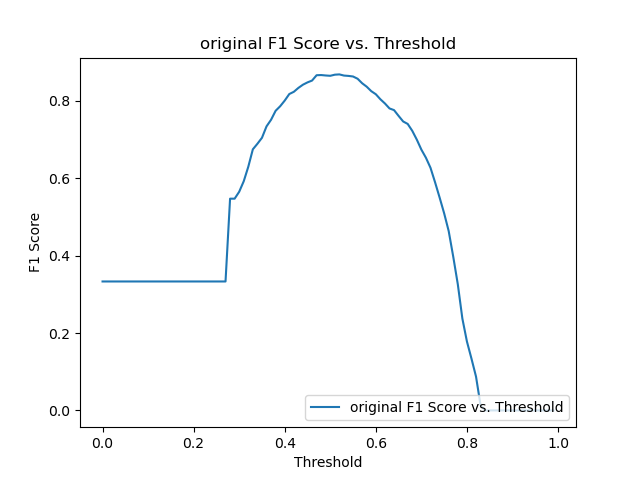 original F1 Score vs. Threshold
0.8
0.6
0.4
0.2
0.0
F1 Score
original F1 Score vs. Threshold
0.0 0.2 0.4 0.6 0.8 1.0
Threshold